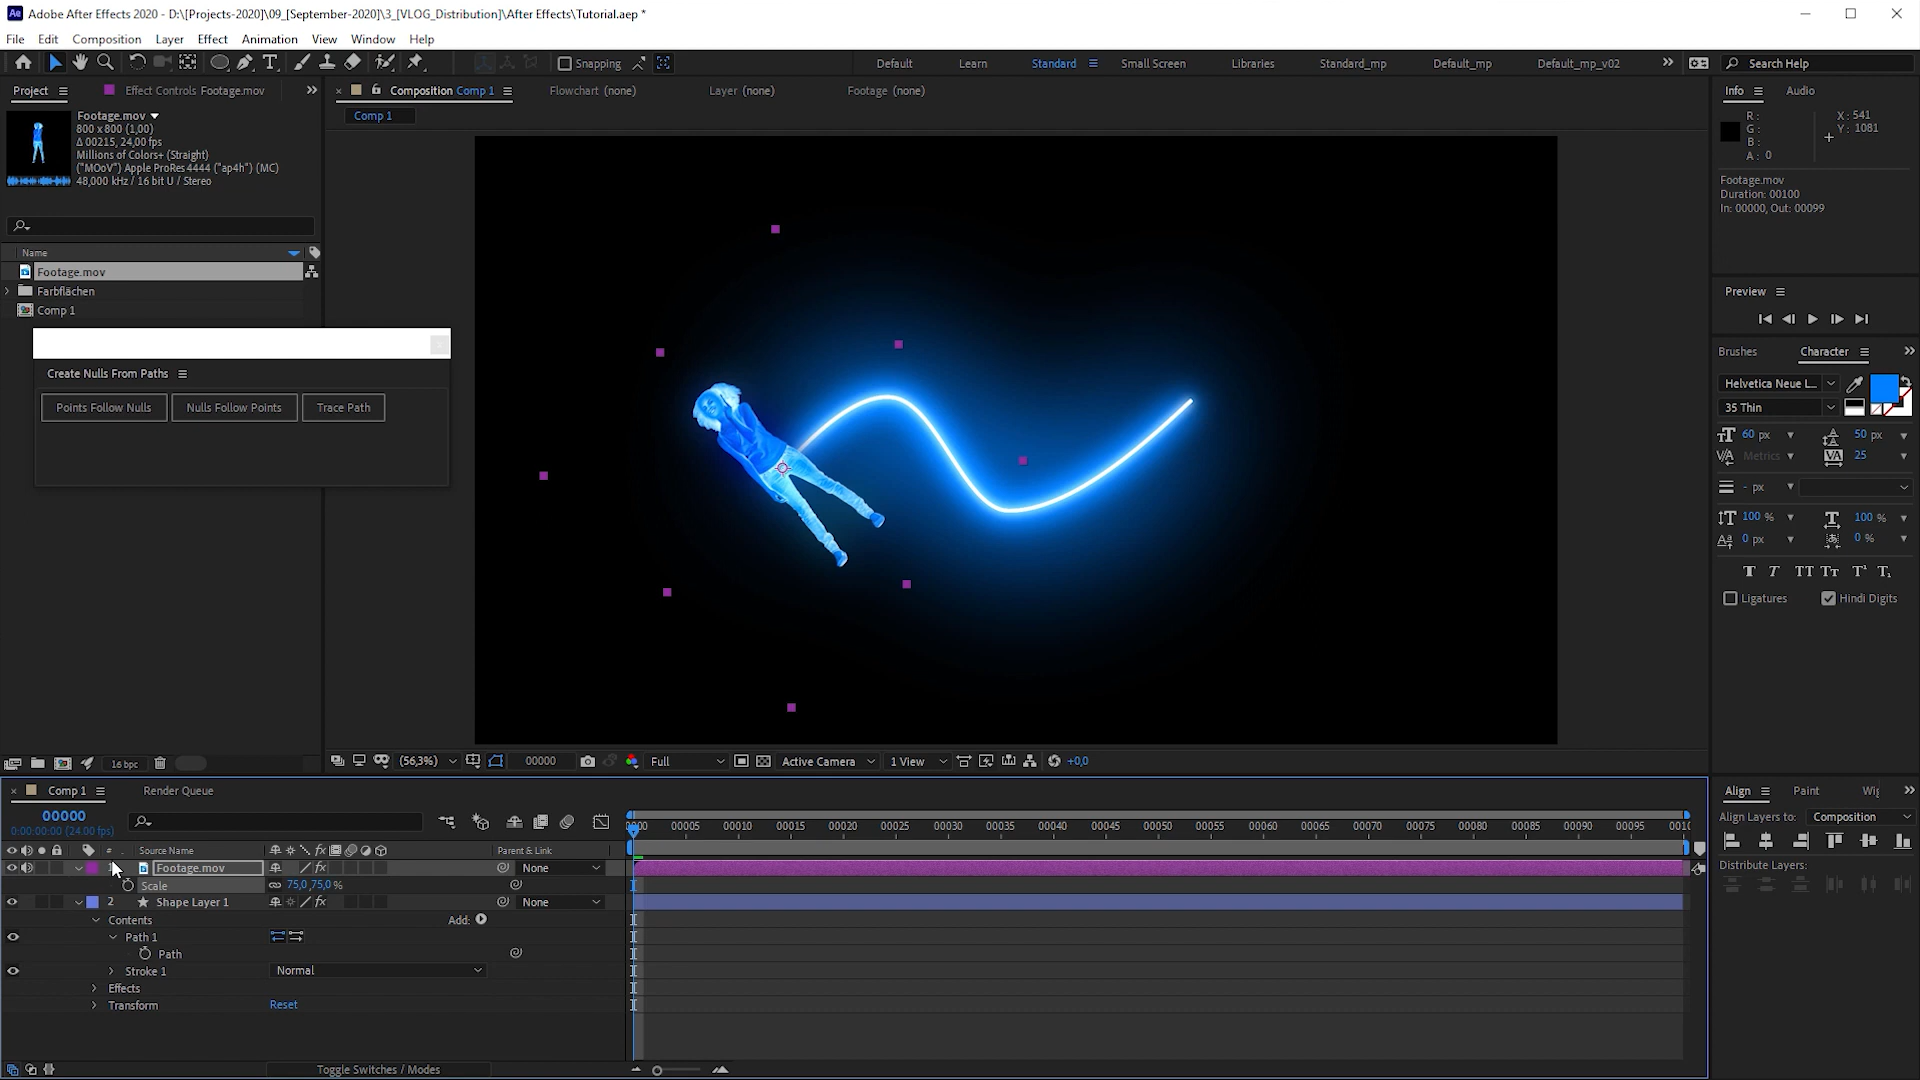 Adobe After Effects 2020 - D:\[Projects-2020]\09_[September-2020]\3_[VLOG_Distribution]\After Effects\Tutorial.aep *
File Edit Composition Layer Effect Animation View Window Help
Snapping
Default Learn Standard Small Screen Libraries Standard_mp Default_mp Default_mp_v02
Search Help
Project
Effect Controls Footage.mov
Composition Comp 1
Flowchart (none)
Layer (none)
Footage (none)
Comp 1
Footage.mov
800 x 800 (1,00)
Δ 00215, 24,00 fps
Millions of Colors+ (Straight)
("MOoV") Apple ProRes 4444 ("ap4h") (MC)
48,000 kHz / 16 bit U / Stereo
Name
Footage.mov
Farbflächen
Comp 1
Create Nulls From Paths
Points Follow Nulls
Nulls Follow Points
Trace Path
16 bpc
(56,3%)
00000
Full
Active Camera
1 View
+0,0
Info
Audio
R :
G :
B :
A : 0
X : 541
Y : 1081
Footage.mov
Duration: 00100
In: 00000, Out: 00099
Preview
Brushes
Character
Helvetica Neue L...
35 Thin
60 px
50 px
Metrics
25
- px
100 %
100 %
0 px
0 %
T T TT Tт T¹ T₁
Ligatures
Hindi Digits
Comp 1
Render Queue
00000
0:00:00:00 (24.00 fps)
# Source Name
Parent & Link
00005 00010 00015 00020 00025 00030 00035 00040 00045 00050 00055 00060 00065 00070 00075 00080 00085 00090 00095
Footage.mov
None
Scale
75,0 ,75,0 %
2 Shape Layer 1
None
Contents
Add:
Path 1
Path
Stroke 1
Normal
Effects
Transform
Reset
Toggle Switches / Modes
Align
Paint
Align Layers to:
Composition
Distribute Layers: